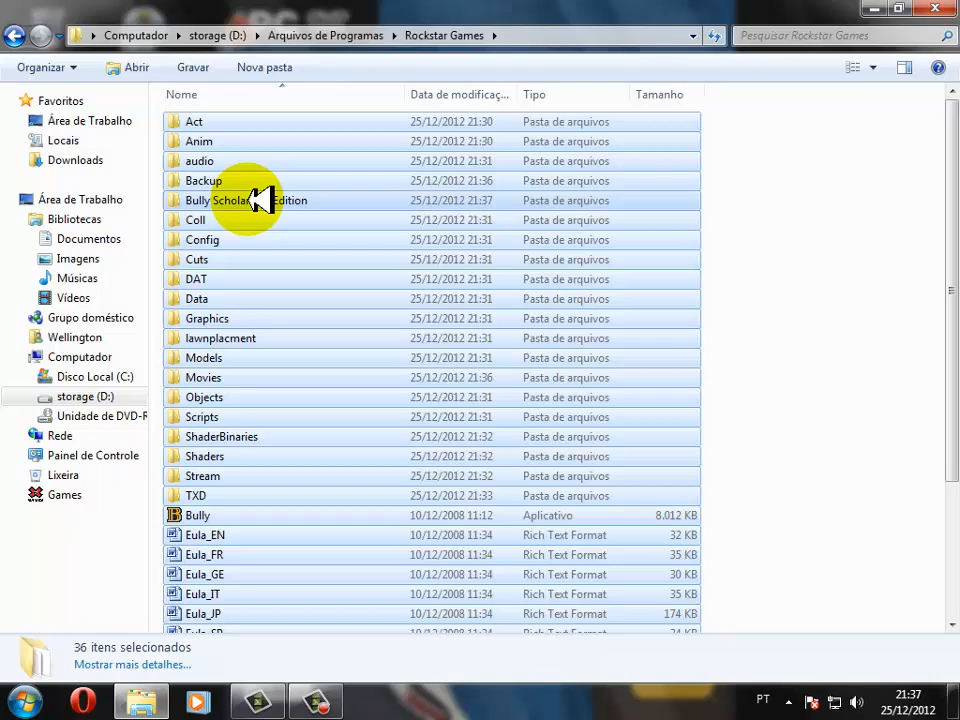 Computador storage (D:) Arquivos de Programas Rockstar Games
Pesquisar Rockstar Games
Organizar Abrir Gravar Nova pasta
Nome Data de modificaç... Tipo Tamanho
Favoritos
Área de Trabalho
Locais
Downloads
Área de Trabalho
Bibliotecas
Documentos
Imagens
Músicas
Vídeos
Grupo doméstico
Wellington
Computador
Disco Local (C:)
storage (D:)
Unidade de DVD-R
Rede
Painel de Controle
Lixeira
Games
Act 25/12/2012 21:30 Pasta de arquivos
Anim 25/12/2012 21:30 Pasta de arquivos
audio 25/12/2012 21:31 Pasta de arquivos
Backup 25/12/2012 21:36 Pasta de arquivos
Bully Schola Edition 25/12/2012 21:37 Pasta de arquivos
Coll 25/12/2012 21:31 Pasta de arquivos
Config 25/12/2012 21:31 Pasta de arquivos
Cuts 25/12/2012 21:31 Pasta de arquivos
DAT 25/12/2012 21:31 Pasta de arquivos
Data 25/12/2012 21:31 Pasta de arquivos
Graphics 25/12/2012 21:31 Pasta de arquivos
lawnplacment 25/12/2012 21:31 Pasta de arquivos
Models 25/12/2012 21:31 Pasta de arquivos
Movies 25/12/2012 21:36 Pasta de arquivos
Objects 25/12/2012 21:31 Pasta de arquivos
Scripts 25/12/2012 21:31 Pasta de arquivos
ShaderBinaries 25/12/2012 21:32 Pasta de arquivos
Shaders 25/12/2012 21:32 Pasta de arquivos
Stream 25/12/2012 21:32 Pasta de arquivos
TXD 25/12/2012 21:33 Pasta de arquivos
Bully 10/12/2008 11:12 Aplicativo 8.012 KB
Eula_EN 10/12/2008 11:34 Rich Text Format 32 KB
Eula_FR 10/12/2008 11:34 Rich Text Format 35 KB
Eula_GE 10/12/2008 11:34 Rich Text Format 30 KB
Eula_IT 10/12/2008 11:34 Rich Text Format 35 KB
Eula_JP 10/12/2008 11:34 Rich Text Format 174 KB
36 itens selecionados
Mostrar mais detalhes...
PT
21:37
25/12/2012